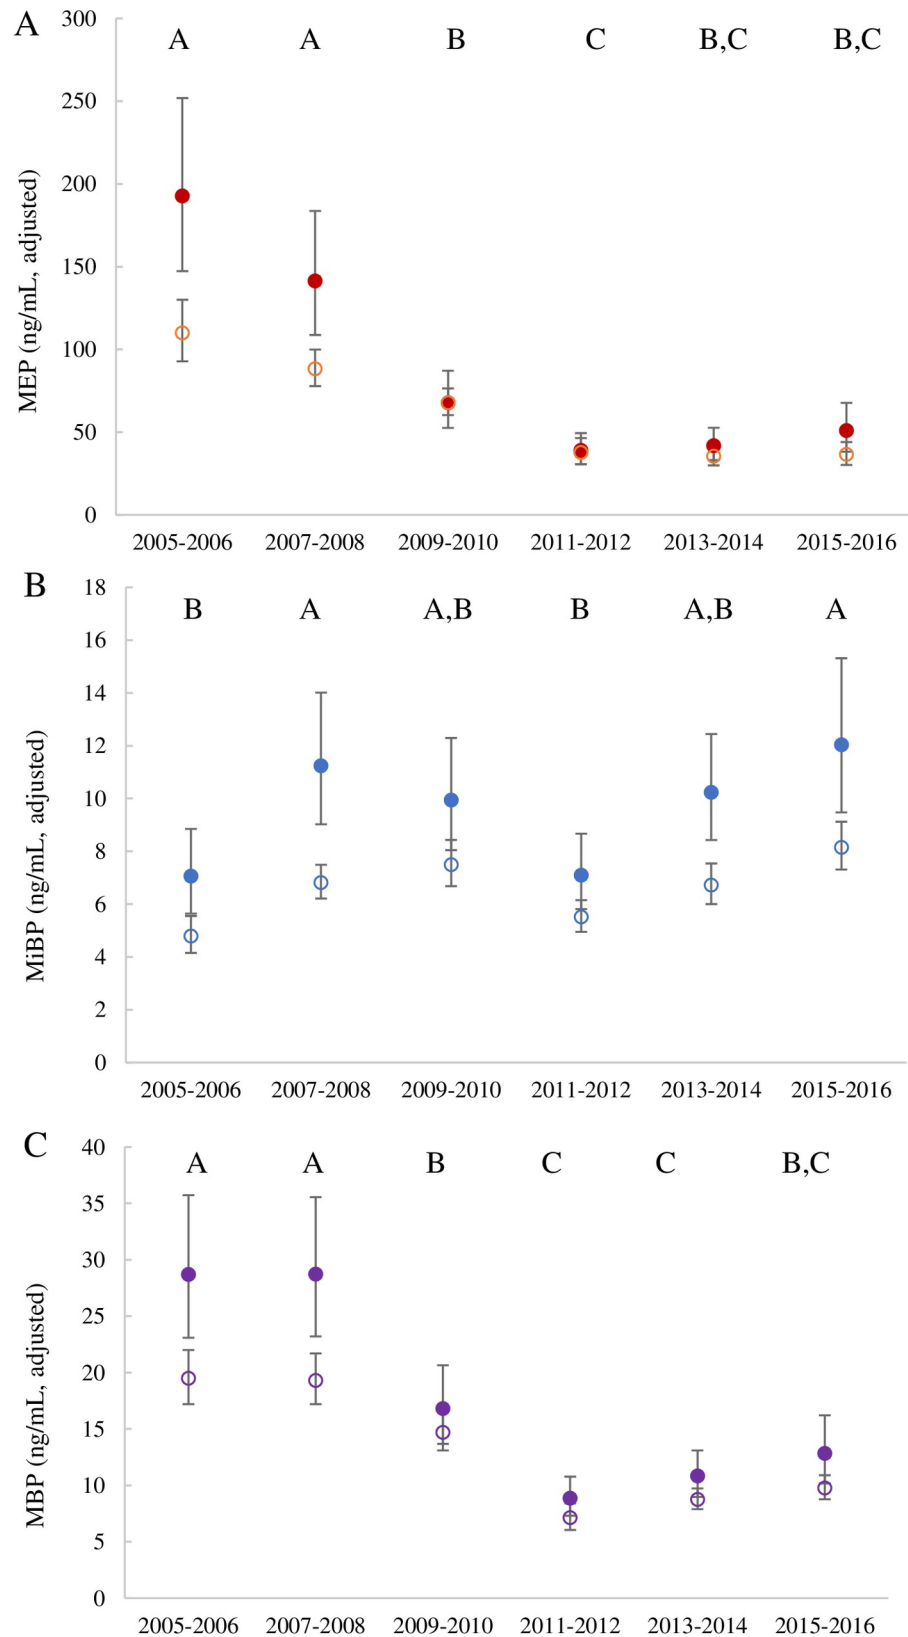 A
A A B C B,C B,C
300
250
200
150
100
50
0
MEP (ng/mL, adjusted)
2005-2006 2007-2008 2009-2010 2011-2012 2013-2014 2015-2016
B
B A A,B B A,B A
18
16
14
12
10
8
6
4
2
0
MiBP (ng/mL, adjusted)
2005-2006 2007-2008 2009-2010 2011-2012 2013-2014 2015-2016
C
A A B C C B,C
40
35
30
25
20
15
10
5
0
MBP (ng/mL, adjusted)
2005-2006 2007-2008 2009-2010 2011-2012 2013-2014 2015-2016